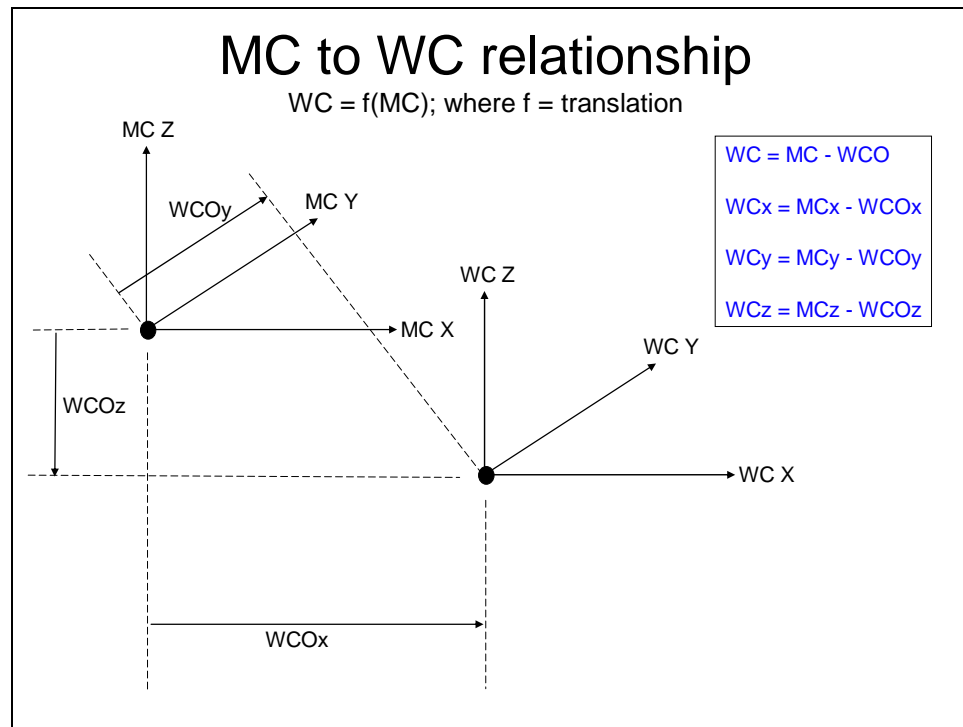 MC to WC relationship
WC = f(MC); where f = translation
MC Z
WC = MC - WCO
WCx = MCx - WCOx
WCy = MCy - WCOy
WCz = MCz - WCOz
WCOy
MC Y
WC Z
MC X
WC Y
WCOz
WC X
WCOx